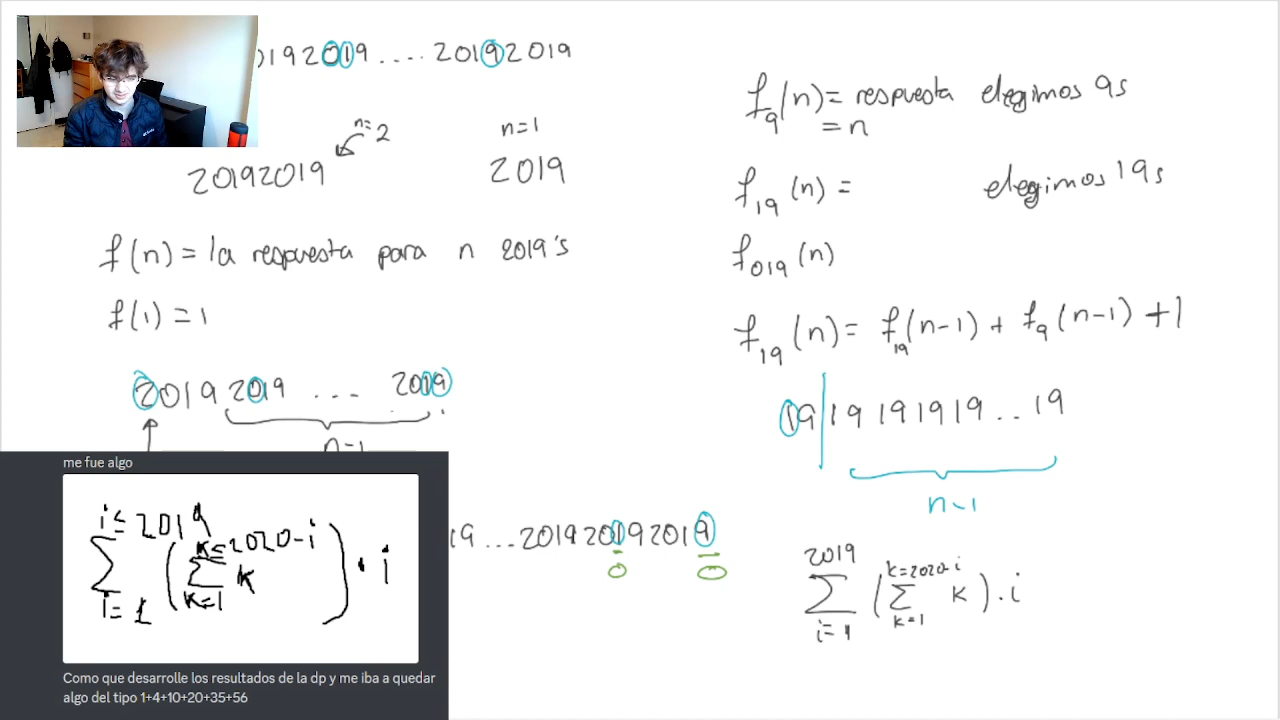 19202019 .... 20192019
n=2
20192019
n=1
2019
f(n) = la respuesta para n 2019's
f(1) = 1
2019 2019 ... 2019
n-1
19 ... 2019 2019 2019
0 0
f₉(n) = respuesta elegimos 9s
= n
f₁₉(n) = elegimos 19s
f₀₁₉(n)
f₁₉(n) = f₁₉(n-1) + f₉(n-1) + 1
19 19 19 19 19 .. 19
n-1
∑_{i=1}^{2019} (∑_{k=1}^{k=2020-i} k) . i
me fue algo
∑_{i=1}^{i≤2019} (∑_{k=1}^{k≤2020-i} k) · i
Como que desarrolle los resultados de la dp y me iba a quedar
algo del tipo 1+4+10+20+35+56